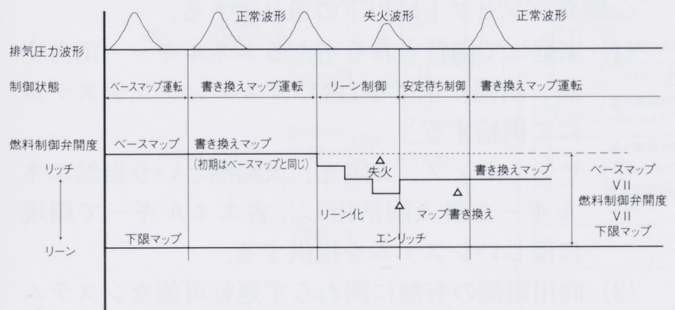 正常波形 失火波形 正常波形
排気圧力波形
制御状態 ベースマップ運転 書き換えマップ運転 リーン制御 安定待ち制御 書き換えマップ運転
燃料制御弁開度 ベースマップ 書き換えマップ
(初期はベースマップと同じ)
リッチ 失火 書き換えマップ ベースマップ
VII
燃料制御弁開度
リーン化 マップ書き換え VII
下限マップ エンリッチ 下限マップ
リーン